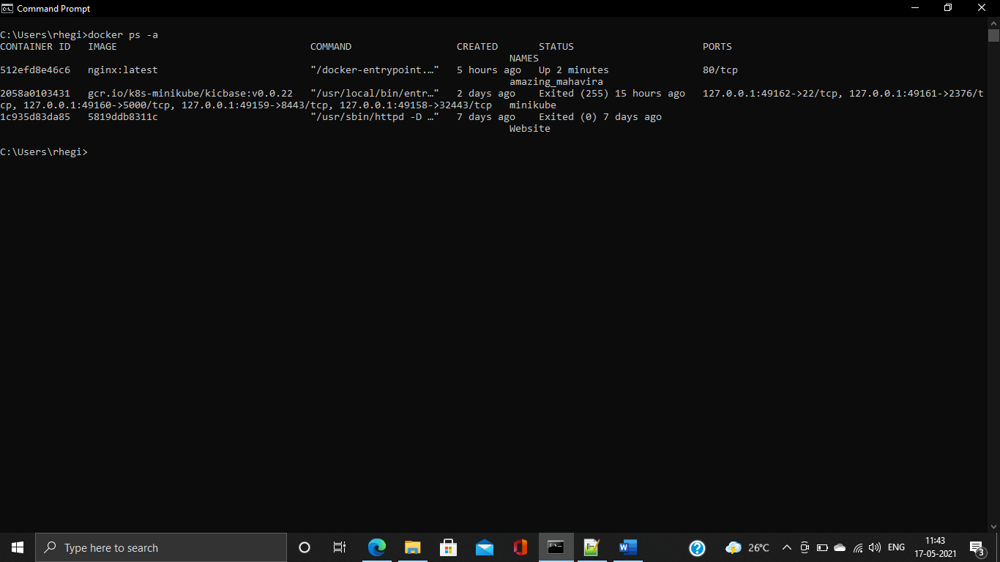 Command Prompt
C:\Users\rhegi>docker ps -a
CONTAINER ID   IMAGE                                 COMMAND                  CREATED       STATUS                      PORTS
NAMES
512efd8e46c6   nginx:latest                          "/docker-entrypoint.…"   5 hours ago   Up 2 minutes                80/tcp
amazing_mahavira
2058a0103431   gcr.io/k8s-minikube/kicbase:v0.0.22   "/usr/local/bin/entr…"   2 days ago    Exited (255) 15 hours ago   127.0.0.1:49162->22/tcp, 127.0.0.1:49161->2376/t
cp, 127.0.0.1:49160->5000/tcp, 127.0.0.1:49159->8443/tcp, 127.0.0.1:49158->32443/tcp   minikube
1c935d83da85   5819ddb8311c                          "/usr/sbin/httpd -D …"   7 days ago    Exited (0) 7 days ago
Website
C:\Users\rhegi>
Type here to search
26°C
ENG
11:43
17-05-2021
3